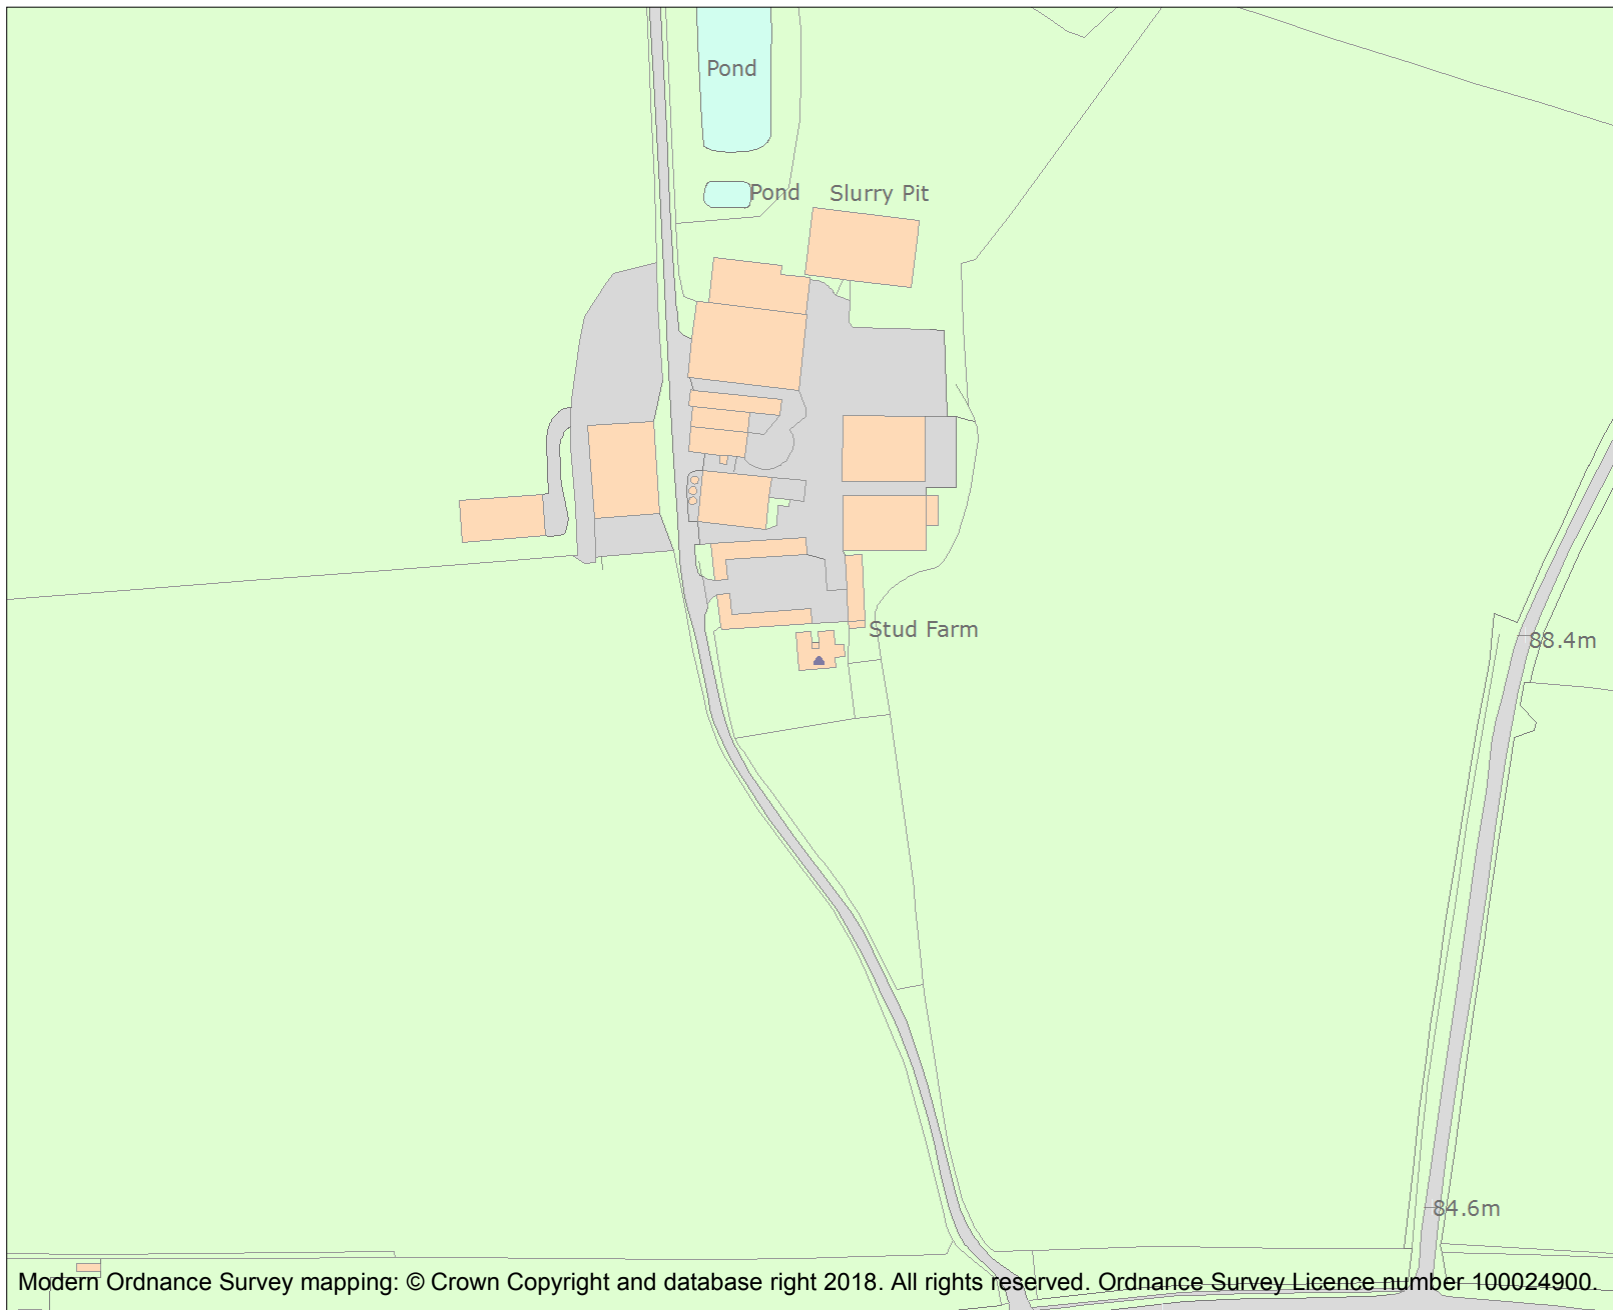 Pond
Pond
Slurry Pit
Stud Farm
88.4m
84.6m
Modern Ordnance Survey mapping: © Crown Copyright and database right 2018. All rights reserved. Ordnance Survey Licence number 100024900.